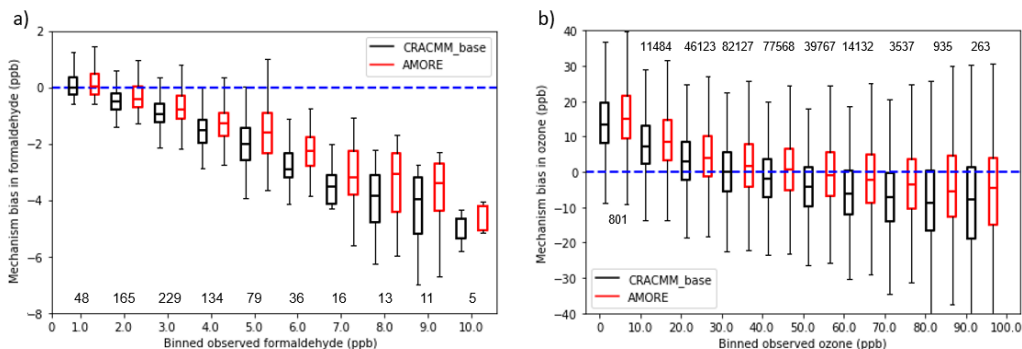 a)
CRACMM_base
AMORE
Mechanism bias in formaldehyde (ppb)
2
0
−2
−4
−6
−8
48 165 229 134 79 36 16 13 11 5
0 1.0 2.0 3.0 4.0 5.0 6.0 7.0 8.0 9.0 10.0
Binned observed formaldehyde (ppb)
b)
Mechanism bias in ozone (ppb)
40
30
20
10
0
−10
−20
−30
−40
11484 46123 82127 77568 39767 14132 3537 935 263
801
CRACMM_base
AMORE
0 10.0 20.0 30.0 40.0 50.0 60.0 70.0 80.0 90.0 100.0
Binned observed ozone (ppb)